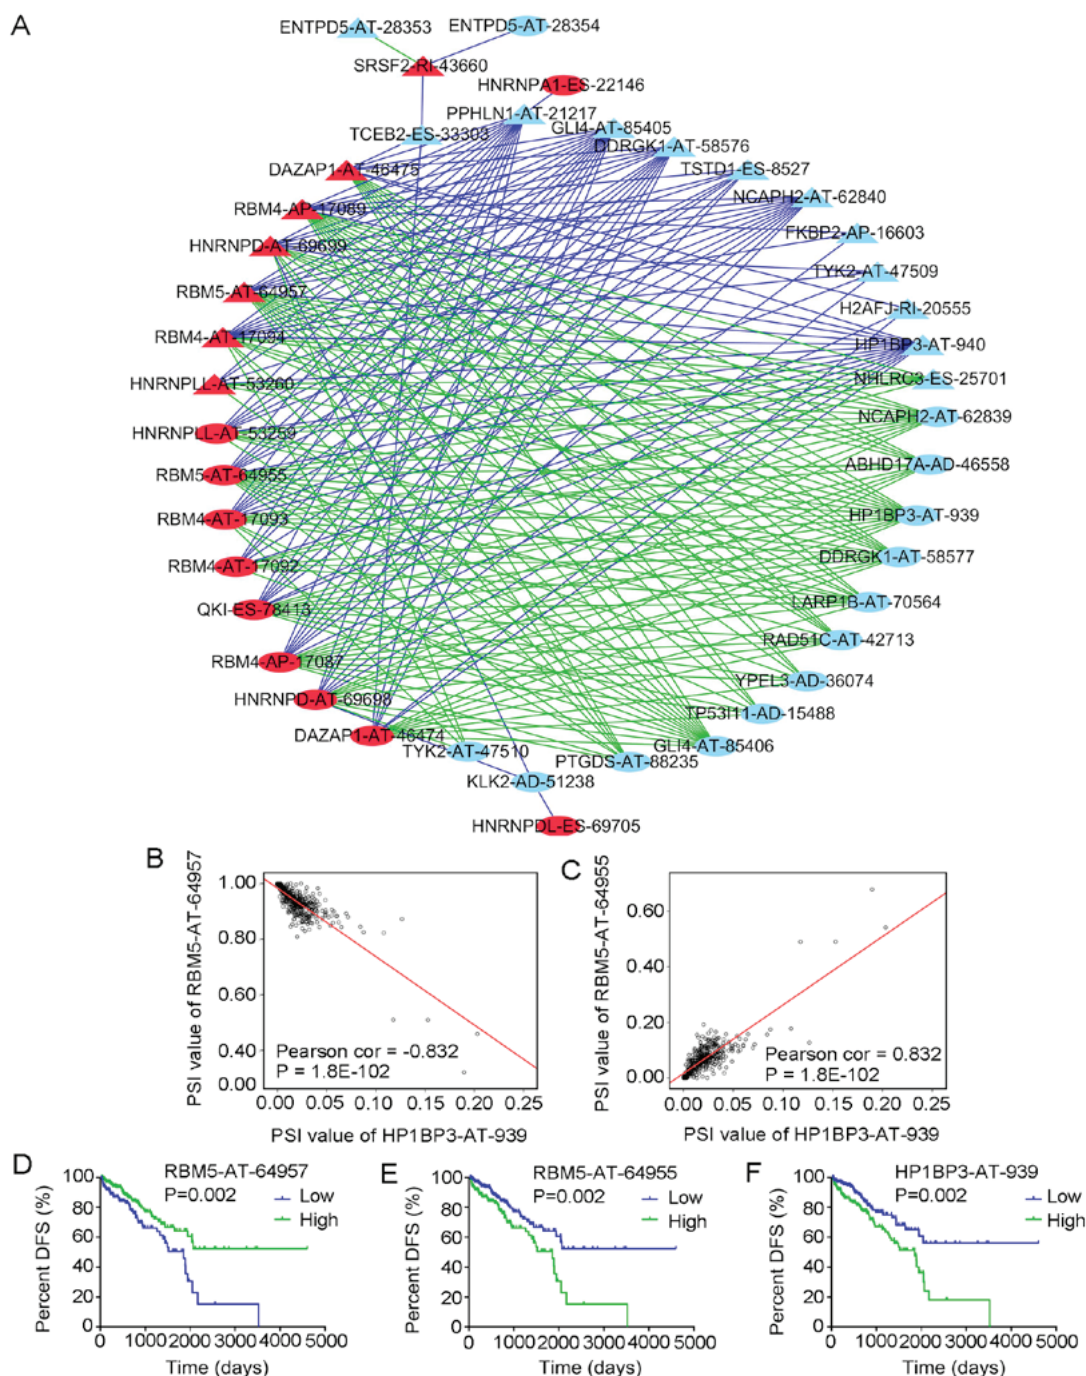 A
ENTPD5-AT-28353
ENTPD5-AT-28354
SRSF2-RI-43660
HNRNPA1-ES-22146
PPHLN1-AT-21217
GLI4-AT-85405
TCEB2-ES-33303
DDRGK1-AT-58576
DAZAP1-AT-46475
TSTD1-ES-8527
NCAPH2-AT-62840
RBM4-AP-17089
FKBP2-AP-16603
HNRNPD-AT-69699
TYK2-AT-47509
RBM5-AT-64957
H2AFJ-RI-20555
RBM4-AT-17094
HP1BP3-AT-940
HNRNPLL-AT-53260
NHLRC3-ES-25701
NCAPH2-AT-62839
HNRNPLL-AT-53259
ABHD17A-AD-46558
RBM5-AT-64955
HP1BP3-AT-939
RBM4-AT-17093
DDRGK1-AT-58577
RBM4-AT-17092
LARP1B-AT-70564
QKI-ES-78413
RAD51C-AT-42713
RBM4-AP-17087
YPEL3-AD-36074
HNRNPD-AT-69698
TP53I11-AD-15488
DAZAP1-AT-46474
GLI4-AT-85406
TYK2-AT-47510
PTGDS-AT-88235
KLK2-AD-51238
HNRNPDL-ES-69705
B
PSI value of RBM5-AT-64957
1.00
0.80
0.60
0.40
0.00
Pearson cor = -0.832
P = 1.8E-102
0.00 0.05 0.10 0.15 0.20 0.25
PSI value of HP1BP3-AT-939
C
PSI value of RBM5-AT-64955
0.60
0.40
0.20
0.00
Pearson cor = 0.832
P = 1.8E-102
0.00 0.05 0.10 0.15 0.20 0.25
PSI value of HP1BP3-AT-939
D
RBM5-AT-64957
P=0.002
Low
High
Percent DFS (%)
100
80
60
40
20
0
0 1000 2000 3000 4000 5000
Time (days)
E
RBM5-AT-64955
P=0.002
Low
High
Percent DFS (%)
100
80
60
40
20
0
0 1000 2000 3000 4000 5000
Time (days)
F
HP1BP3-AT-939
P=0.002
Low
High
Percent DFS (%)
100
80
60
40
20
0
0 1000 2000 3000 4000 5000
Time (days)